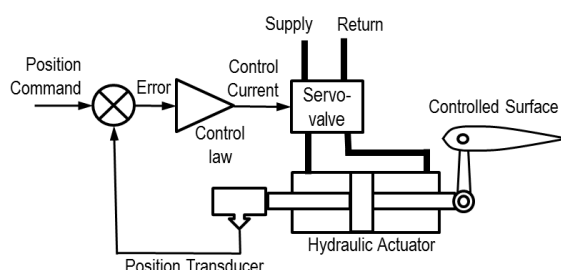 Supply Return
Position
Command
Error
Control
Current
Control
law
Servo-
valve
Controlled Surface
Hydraulic Actuator
Position Transducer